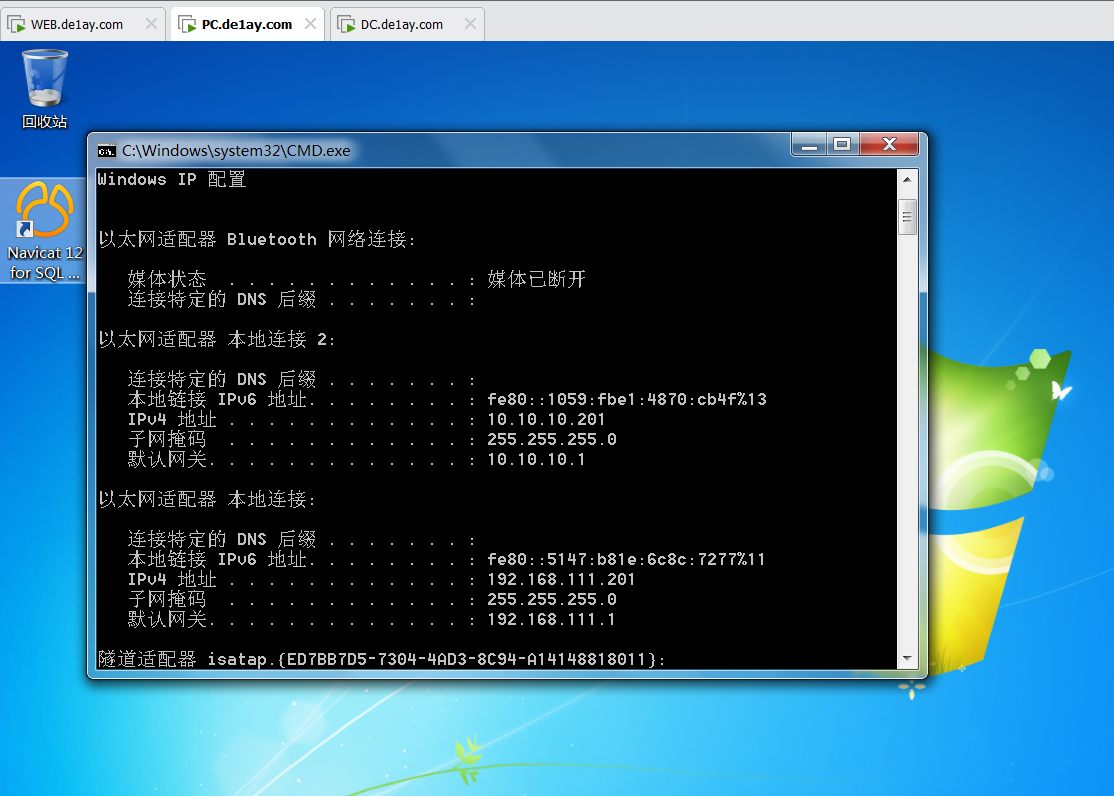 WEB.de1ay.com
PC.de1ay.com
DC.de1ay.com
回收站
Navicat 12
for SQL ...
C:\Windows\system32\CMD.exe
Windows IP 配置
以太网适配器 Bluetooth 网络连接:
媒体状态 . . . . . . . . . . . . : 媒体已断开
连接特定的 DNS 后缀 . . . . . . . :
以太网适配器 本地连接 2:
连接特定的 DNS 后缀 . . . . . . . :
本地链接 IPv6 地址. . . . . . . . : fe80::1059:fbe1:4870:cb4f%13
IPv4 地址 . . . . . . . . . . . . : 10.10.10.201
子网掩码 . . . . . . . . . . . . : 255.255.255.0
默认网关. . . . . . . . . . . . . : 10.10.10.1
以太网适配器 本地连接:
连接特定的 DNS 后缀 . . . . . . . :
本地链接 IPv6 地址. . . . . . . . : fe80::5147:b81e:6c8c:7277%11
IPv4 地址 . . . . . . . . . . . . : 192.168.111.201
子网掩码 . . . . . . . . . . . . : 255.255.255.0
默认网关. . . . . . . . . . . . . : 192.168.111.1
隧道适配器 isatap.{ED7BB7D5-7304-4AD3-8C94-A14148818011}: